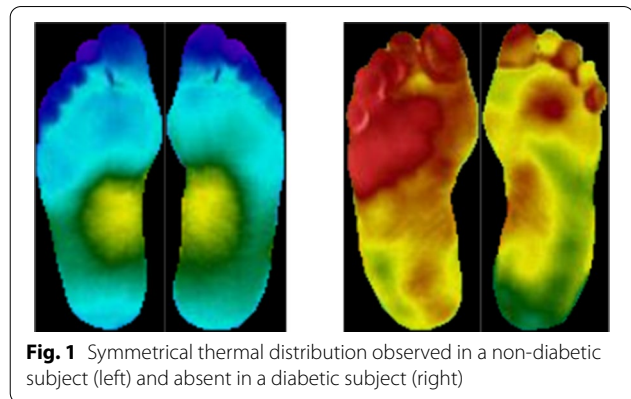 Fig. 1 Symmetrical thermal distribution observed in a non-diabetic
subject (left) and absent in a diabetic subject (right)